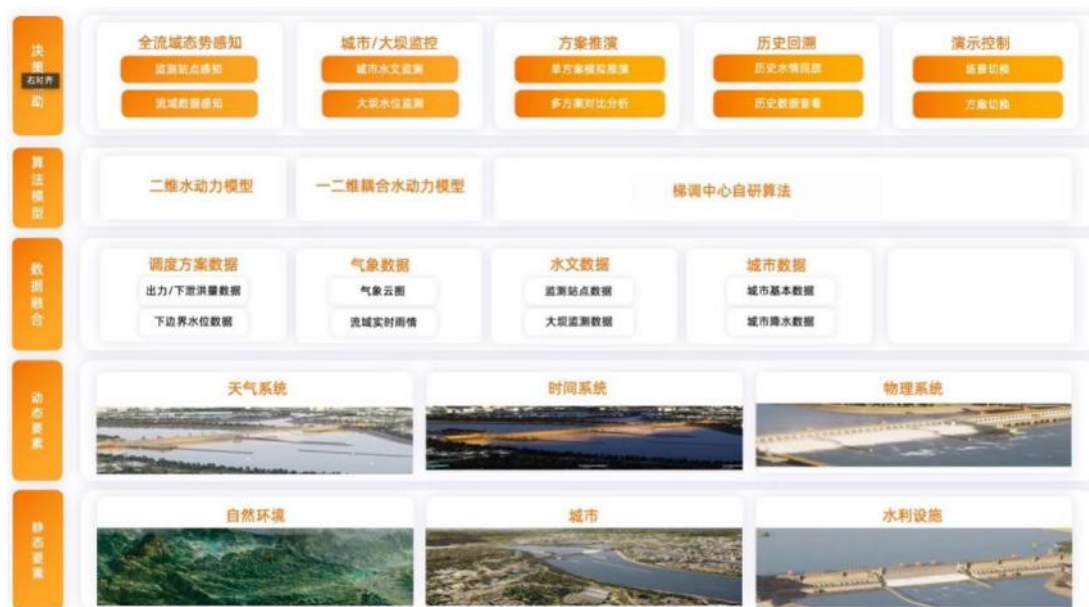 决策
助
右对齐
全流域态势感知
监测站点感知
流域数据感知
城市/大坝监控
城市水文监测
大坝水位监测
方案推演
单方案模拟推演
多方案对比分析
历史回溯
历史水情回放
历史数据查看
演示控制
场景切换
方案切换
算法模型
二维水动力模型
一二维耦合水动力模型
梯调中心自研算法
数据融合
调度方案数据
出力/下泄洪量数据
下边界水位数据
气象数据
气象云图
流域实时雨情
水文数据
监测站点数据
大坝监测数据
城市数据
城市基本数据
城市降水数据
动态要素
天气系统
时间系统
物理系统
静态要素
自然环境
城市
水利设施